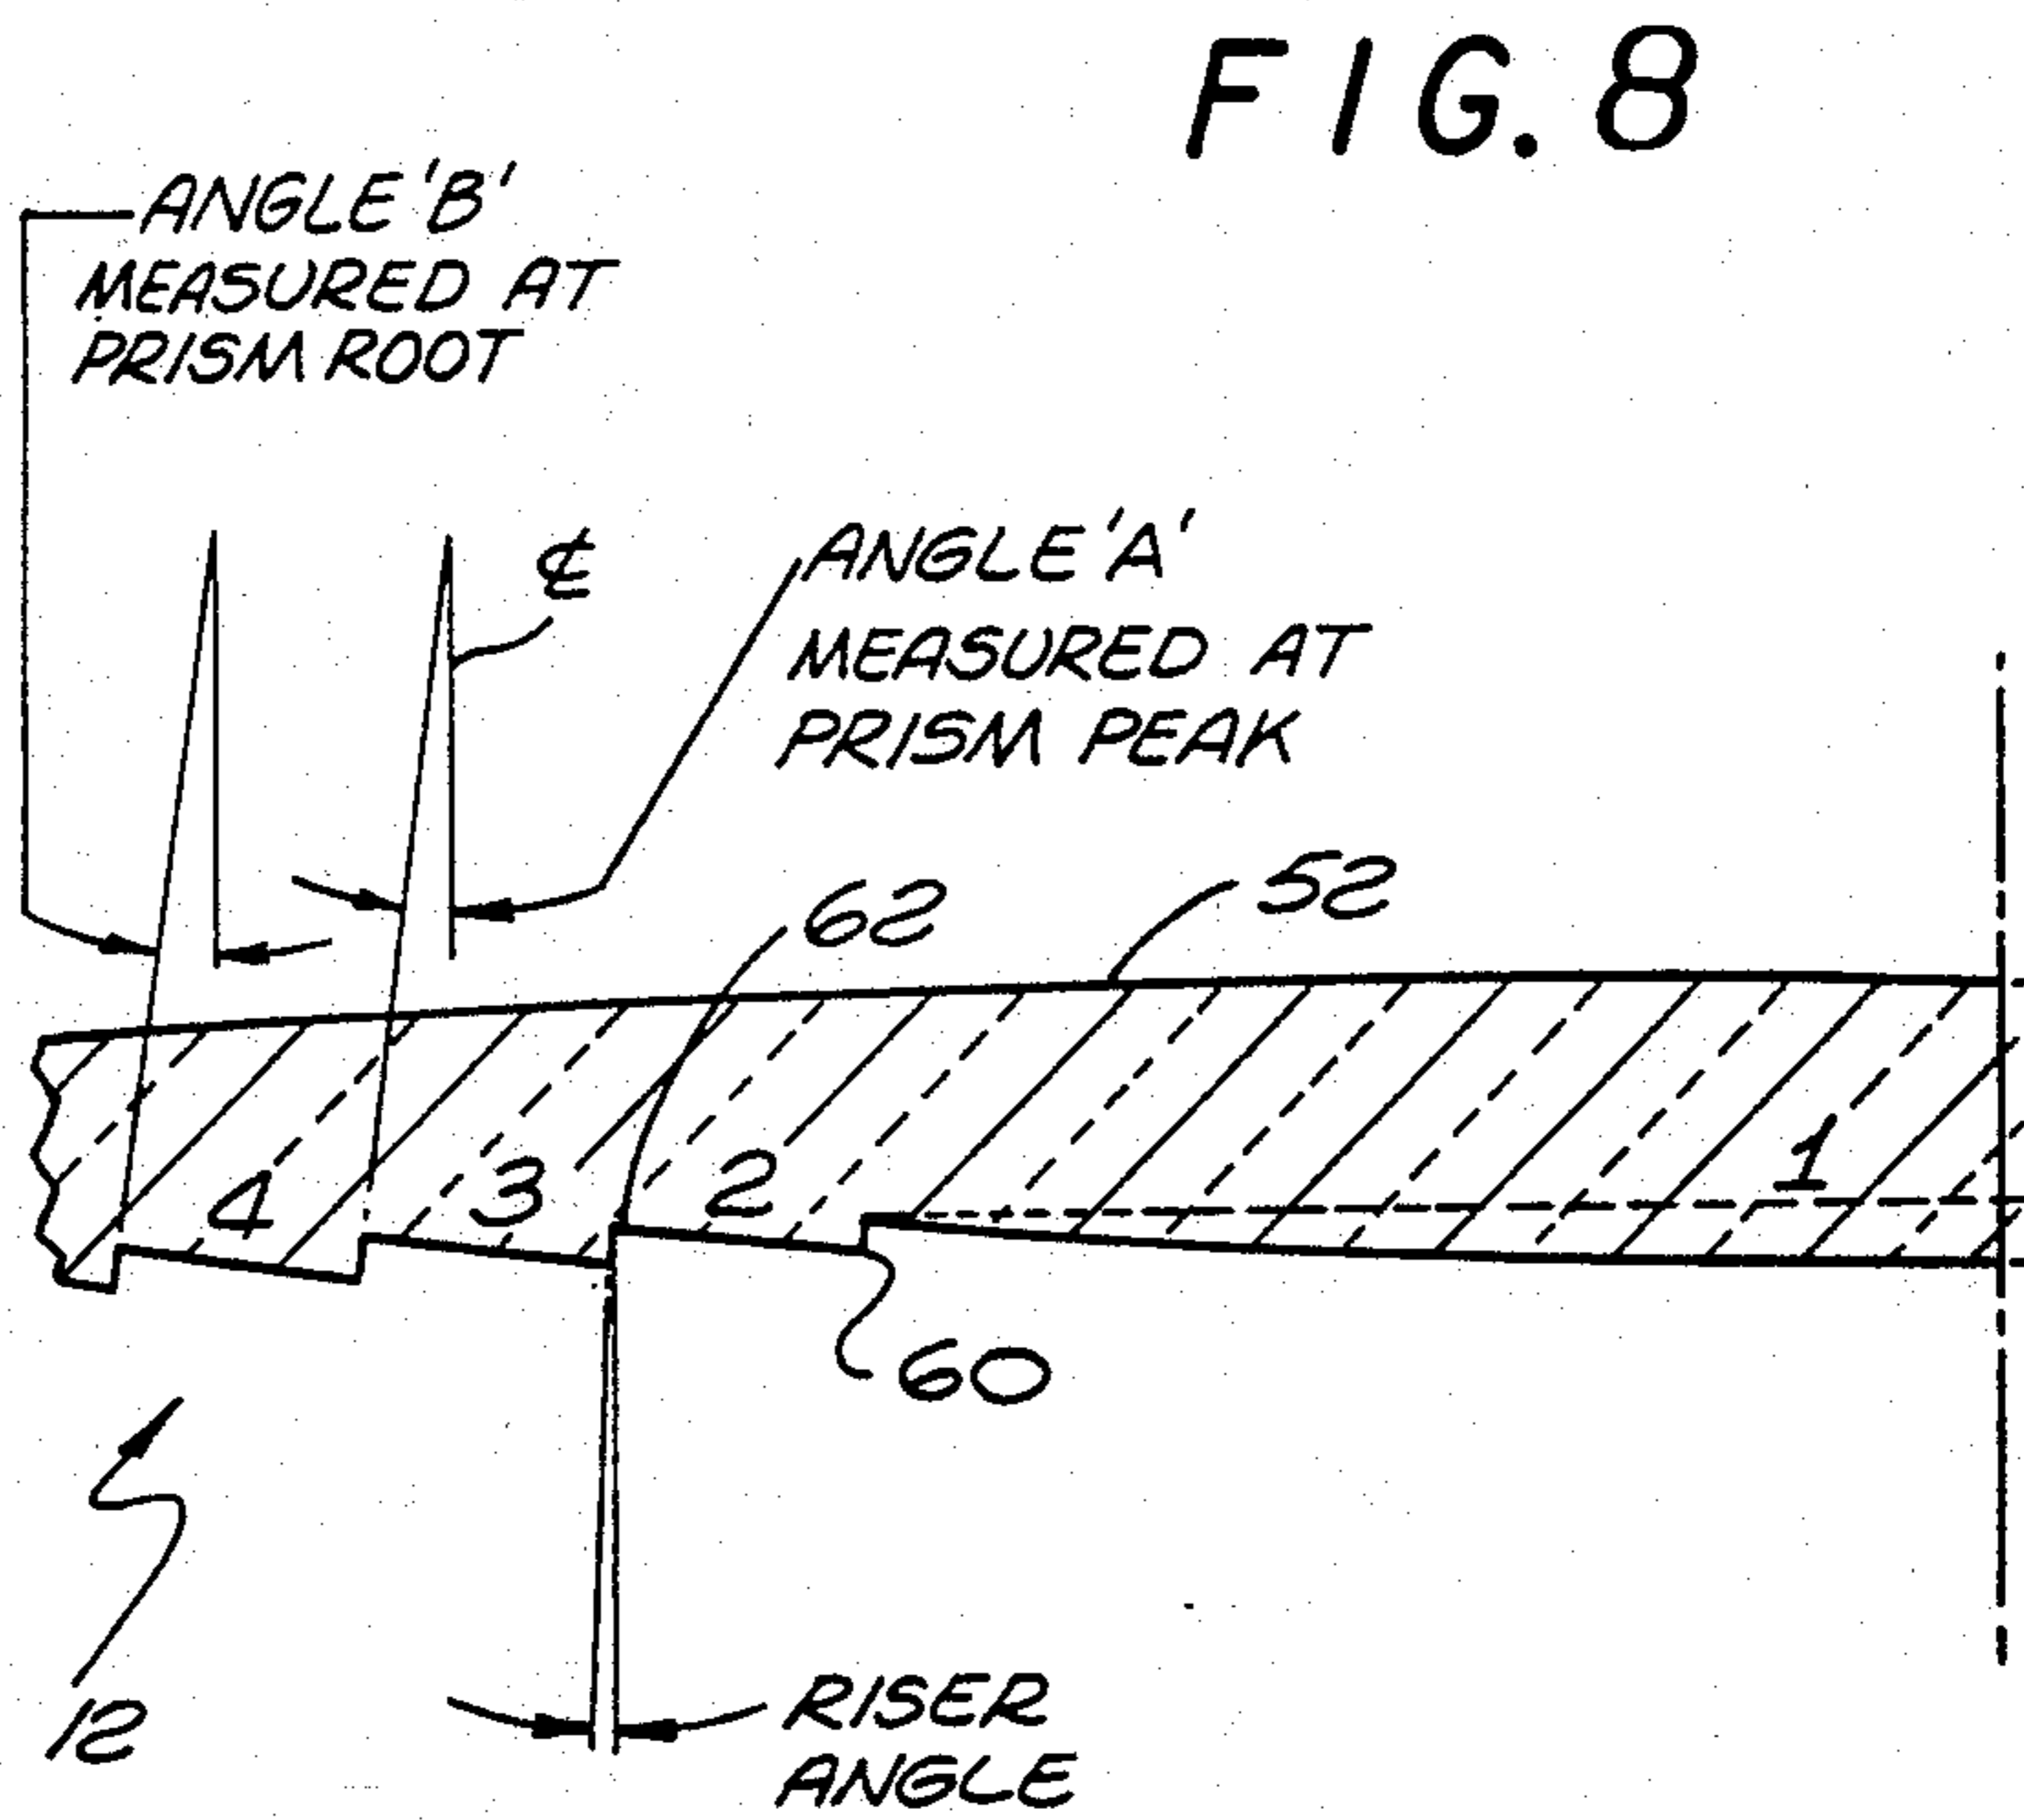 FIG. 8
ANGLE 'B'
MEASURED AT
PRISM ROOT
℄
ANGLE 'A'
MEASURED AT
PRISM PEAK
62
52
4
3
2
1
60
12
RISER
ANGLE